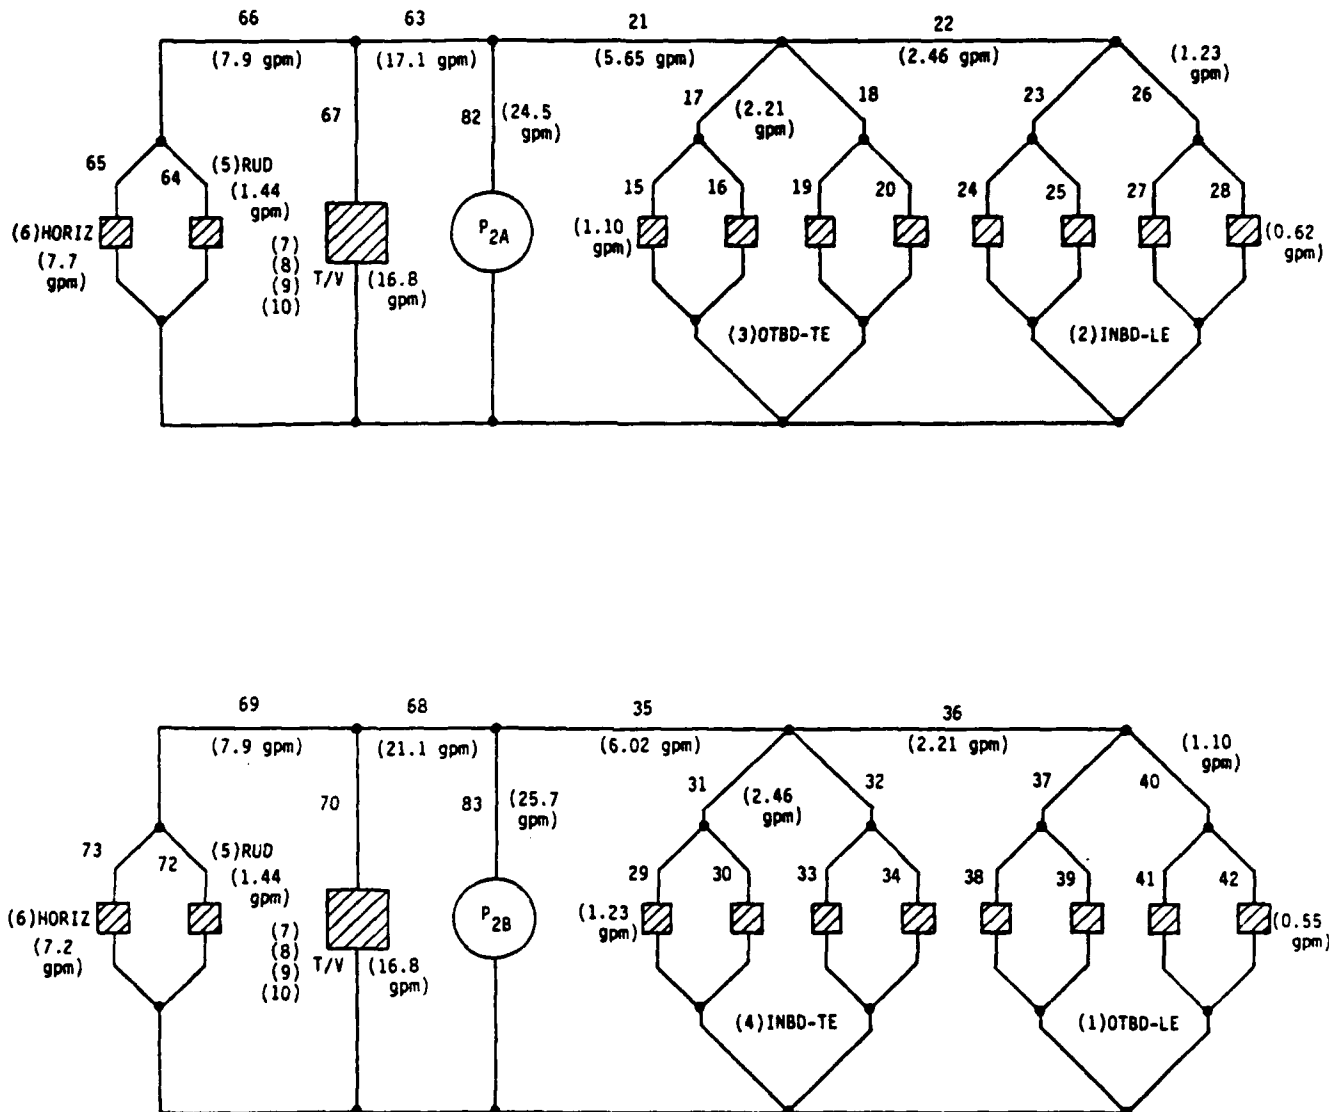 66
63
21
22
(7.9 gpm)
(17.1 gpm)
(5.65 gpm)
(2.46 gpm)
(1.23
gpm)
67
82
(24.5
gpm)
17
(2.21
gpm)
18
23
26
65
64
(5)RUD
(1.44
gpm)
(6)HORIZ
(7.7
gpm)
(7)
(8)
(9)
(10)
T/V
(16.8
gpm)
P2A
15
16
19
20
24
25
27
28
(1.10
gpm)
(0.62
gpm)
(3)OTBD-TE
(2)INBD-LE
69
68
35
36
(7.9 gpm)
(21.1 gpm)
(6.02 gpm)
(2.21 gpm)
(1.10
gpm)
70
83
(25.7
gpm)
31
(2.46
gpm)
32
37
40
73
72
(5)RUD
(1.44
gpm)
(6)HORIZ
(7.2
gpm)
(7)
(8)
(9)
(10)
T/V
(16.8
gpm)
P2B
29
30
33
34
38
39
41
42
(1.23
gpm)
(0.55
gpm)
(4)INBD-TE
(1)OTBD-LE